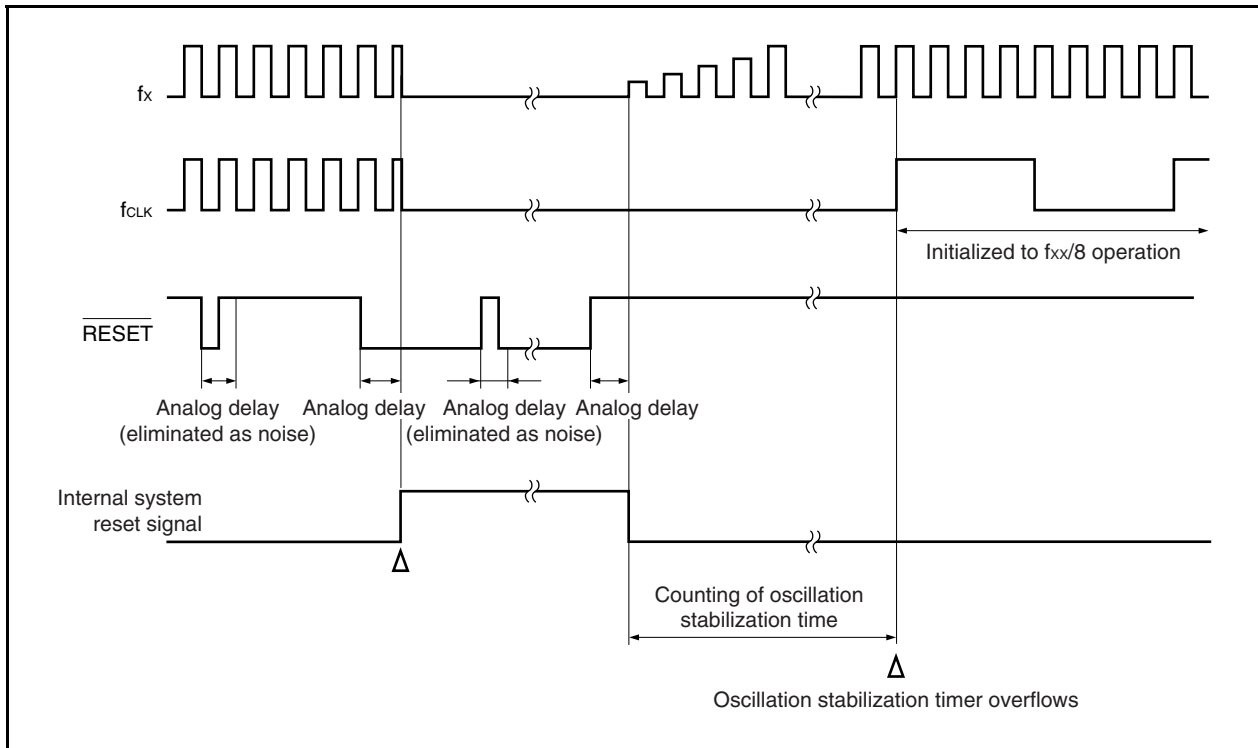 fX
fCLK
Initialized to fxx/8 operation
RESET
Analog delay
(eliminated as noise)
Analog delay
Analog delay
(eliminated as noise)
Analog delay
Internal system
reset signal
Counting of oscillation
stabilization time
Oscillation stabilization timer overflows